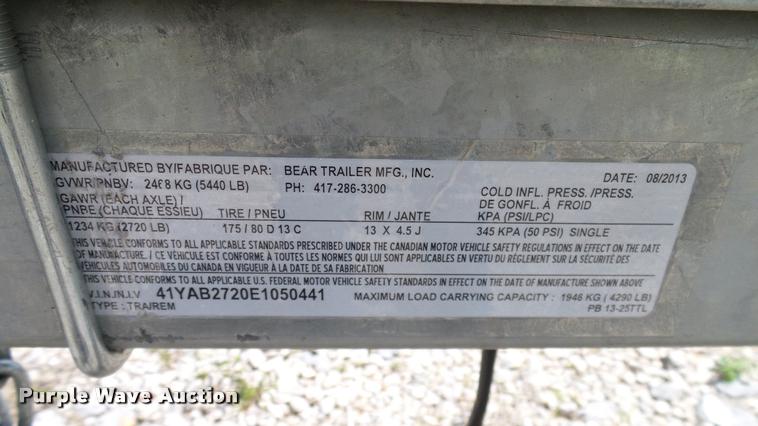 MANUFACTURED BY/FABRIQUE PAR: BEAR TRAILER MFG., INC. DATE: 08/2013
GVWR/PNBV: 2468 KG (5440 LB) PH: 417-286-3300
GAWR (EACH AXLE) /
PNBE (CHAQUE ESSIEU) TIRE / PNEU RIM / JANTE COLD INFL. PRESS./PRESS.
DE GONFL. À FROID
KPA (PSI/LPC)
1234 KG (2720 LB) 175 / 80 D 13 C 13 X 4.5 J 345 KPA (50 PSI) SINGLE
THIS VEHICLE CONFORMS TO ALL APPLICABLE STANDARDS PRESCRIBED UNDER THE CANADIAN MOTOR VEHICLE SAFETY REGULATIONS IN EFFECT ON THE DATE
OF MANUFACTURE. / CE VÉHICULE EST CONFORME À TOUTES LES NORMES QUI LUI SONT APPLICABLES EN VERTU DU RÈGLEMENT SUR LA SÉCURITÉ DES
VÉHICULES AUTOMOBILES DU CANADA EN VIGUEUR À LA DATE DE SA FABRICATION
THIS VEHICLE CONFORMS TO ALL APPLICABLE U.S. FEDERAL MOTOR VEHICLE SAFETY STANDARDS IN EFFECT ON THE DATE OF MANUFACTURE SHOWN ABOVE
V.I.N./N.I.V 41YAB2720E1050441 MAXIMUM LOAD CARRYING CAPACITY : 1946 KG ( 4290 LB)
TYPE : TRA/REM PB 13-25TTL
Purple Wave Auction